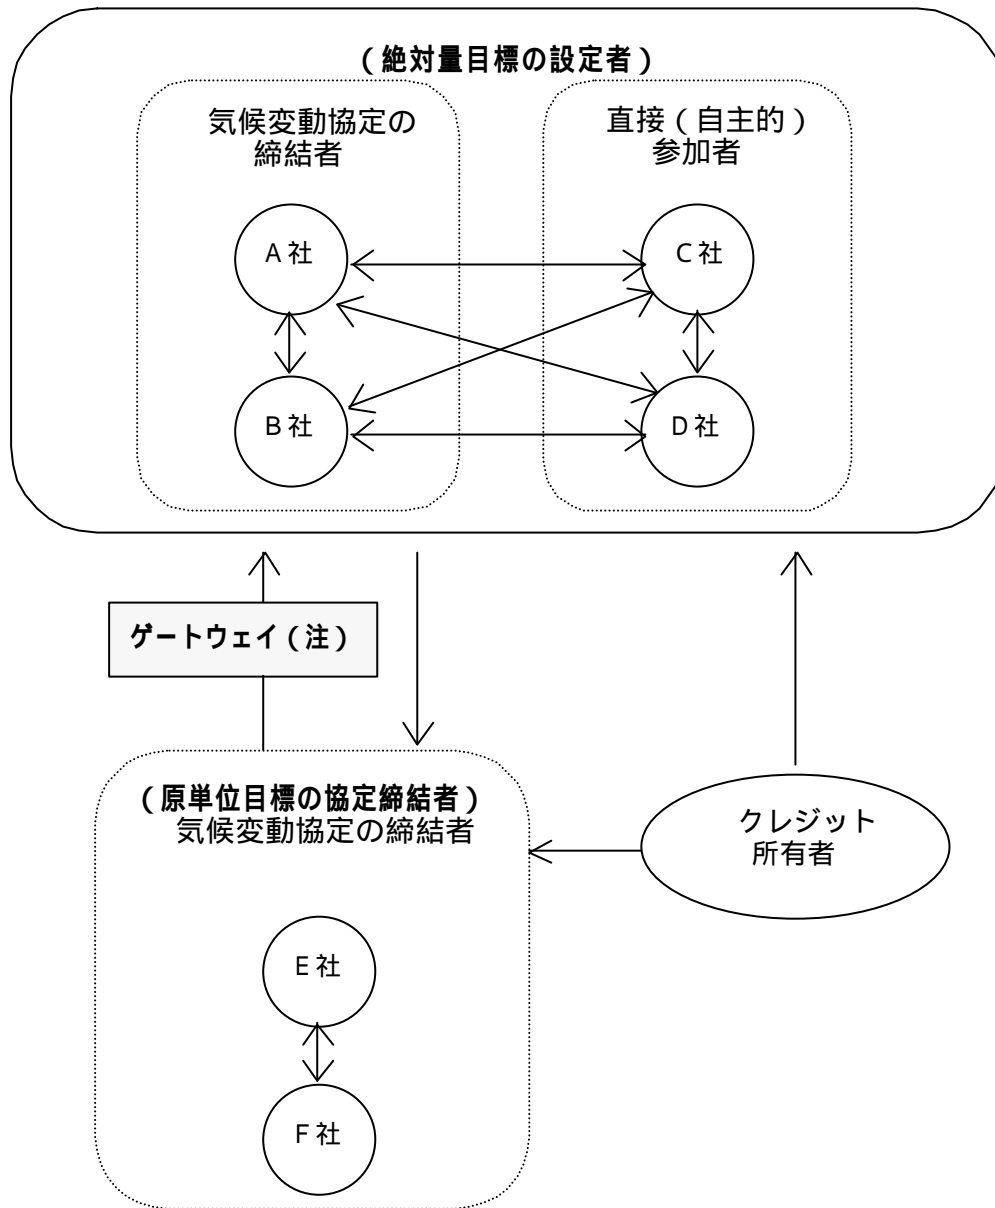 (絶対量目標の設定者)
気候変動協定の
締結者
直接(自主的)
参加者
A社
C社
B社
D社
ゲートウェイ(注)
(原単位目標の協定締結者)
気候変動協定の締結者
クレジット
所有者
E社
F社